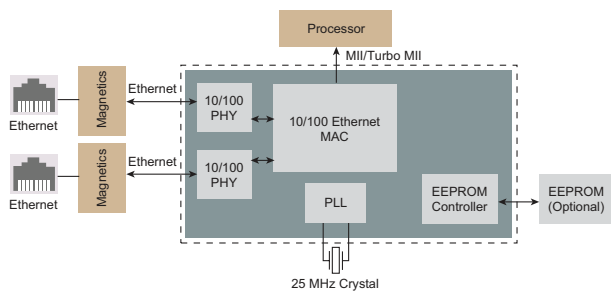 Processor
MII/Turbo MII
Ethernet
Magnetics
Ethernet
10/100
PHY
10/100 Ethernet
MAC
Ethernet
Magnetics
Ethernet
10/100
PHY
PLL
EEPROM
Controller
EEPROM
(Optional)
25 MHz Crystal